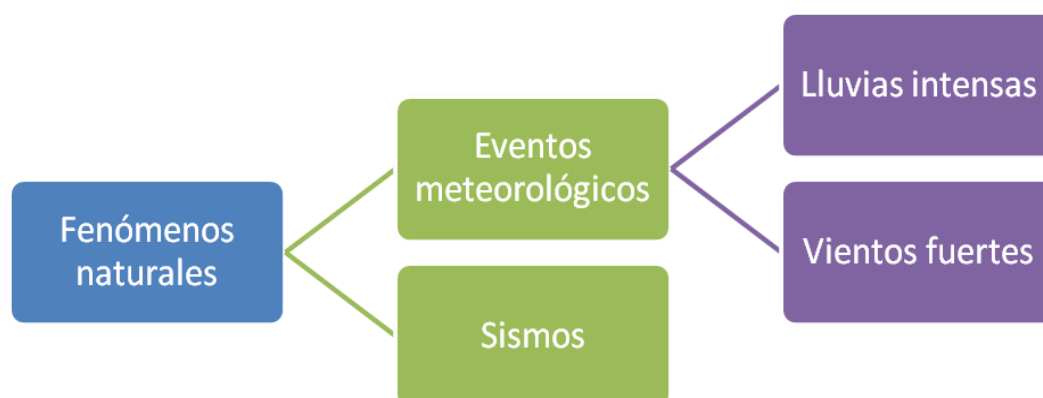 Fenómenos
naturales
Eventos
meteorológicos
Sismos
Lluvias intensas
Vientos fuertes